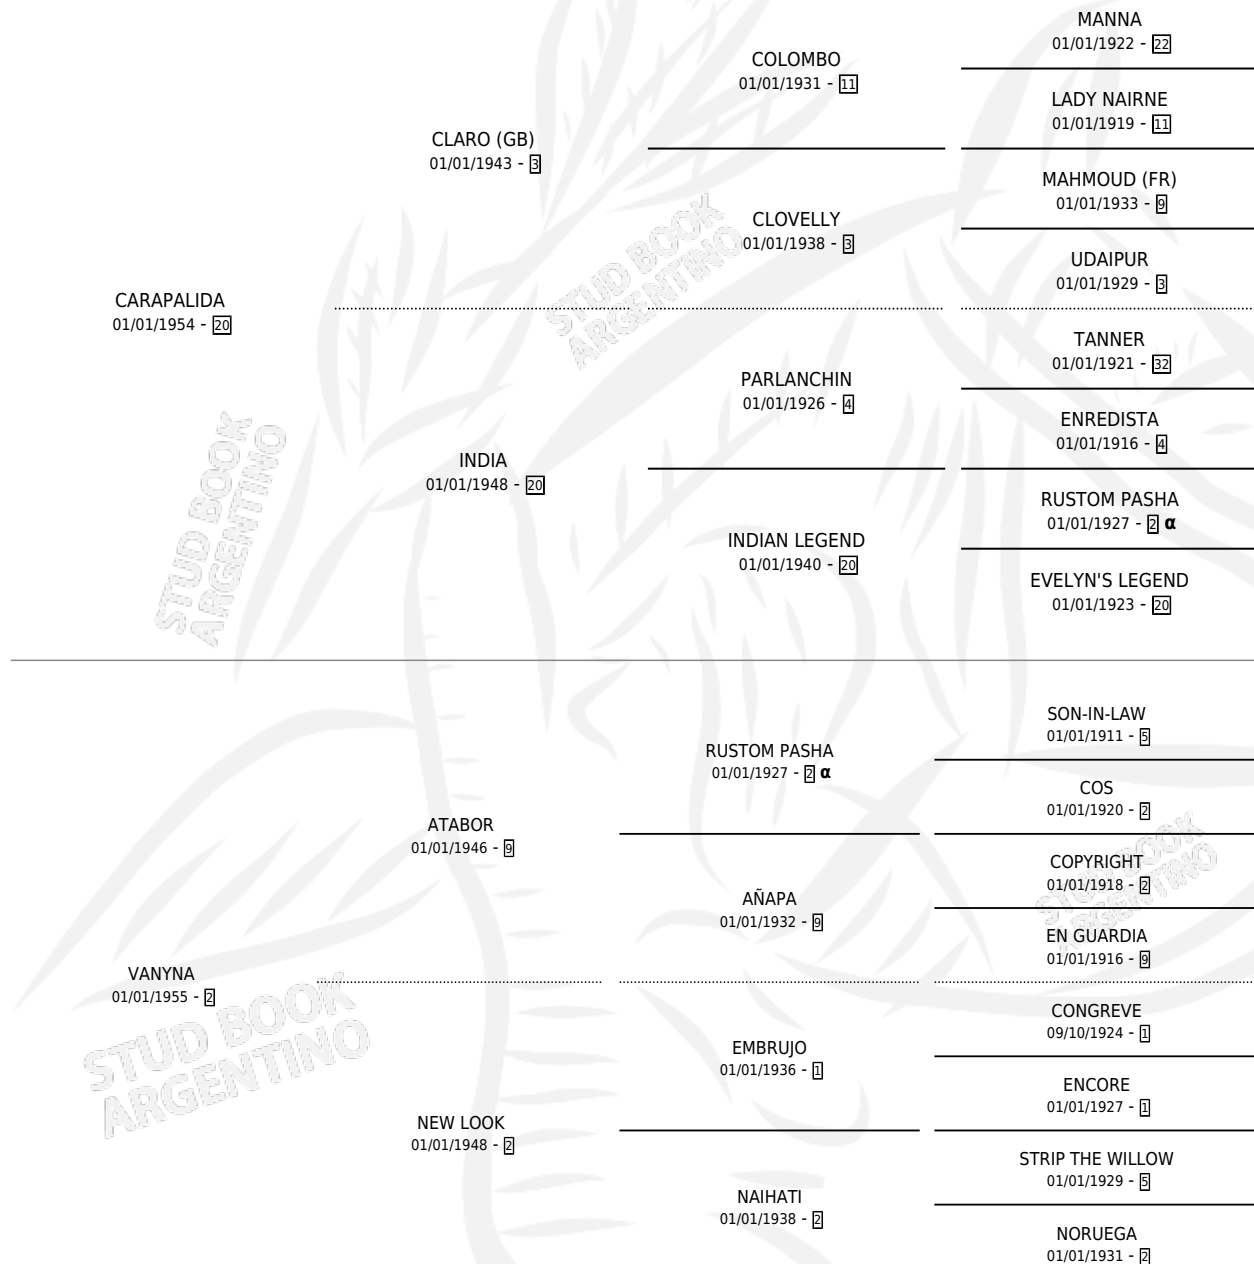 MANNA
01/01/1922 - 22
COLOMBO
01/01/1931 - 11
LADY NAIRNE
01/01/1919 - 11
CLARO (GB)
01/01/1943 - 3
MAHMOUD (FR)
01/01/1933 - 9
CLOVELLY
01/01/1938 - 3
UDAIPUR
01/01/1929 - 3
STUD BOOK
ARGENTINO
CARAPALIDA
01/01/1954 - 20
TANNER
01/01/1921 - 32
PARLANCHIN
01/01/1926 - 4
ENREDISTA
01/01/1916 - 4
INDIA
01/01/1948 - 20
RUSTOM PASHA
01/01/1927 - 2 α
INDIAN LEGEND
01/01/1940 - 20
EVELYN'S LEGEND
01/01/1923 - 20
STUD BOOK
ARGENTINO
SON-IN-LAW
01/01/1911 - 5
RUSTOM PASHA
01/01/1927 - 2 α
COS
01/01/1920 - 2
ATABOR
01/01/1946 - 9
COPYRIGHT
01/01/1918 - 2
AÑAPA
01/01/1932 - 9
EN GUARDIA
01/01/1916 - 9
STUD BOOK
ARGENTINO
VANYNA
01/01/1955 - 2
CONGREVE
09/10/1924 - 1
EMBRUJO
01/01/1936 - 1
ENCORE
01/01/1927 - 1
STUD BOOK
ARGENTINO
NEW LOOK
01/01/1948 - 2
STRIP THE WILLOW
01/01/1929 - 5
NAIHATI
01/01/1938 - 2
NORUEGA
01/01/1931 - 2